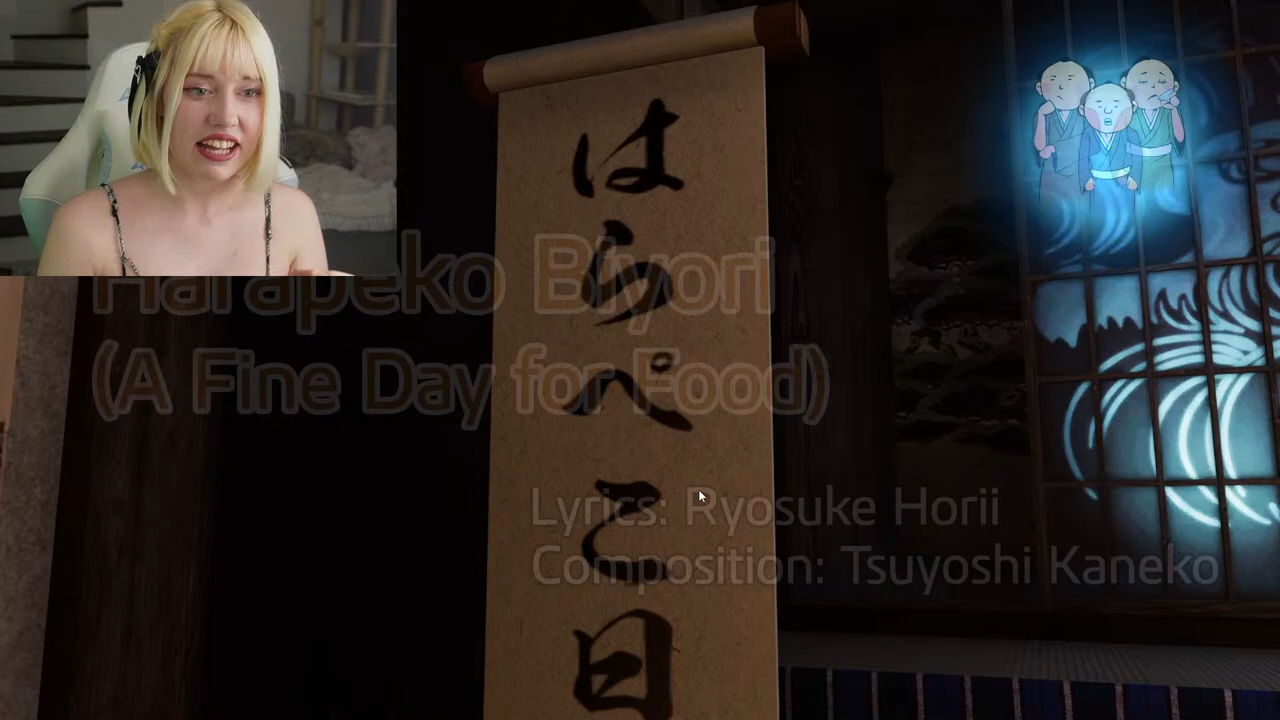 はらぺこ日
Harapeko Biyori
(A Fine Day for Food)
Lyrics: Ryosuke Horii
Composition: Tsuyoshi Kaneko